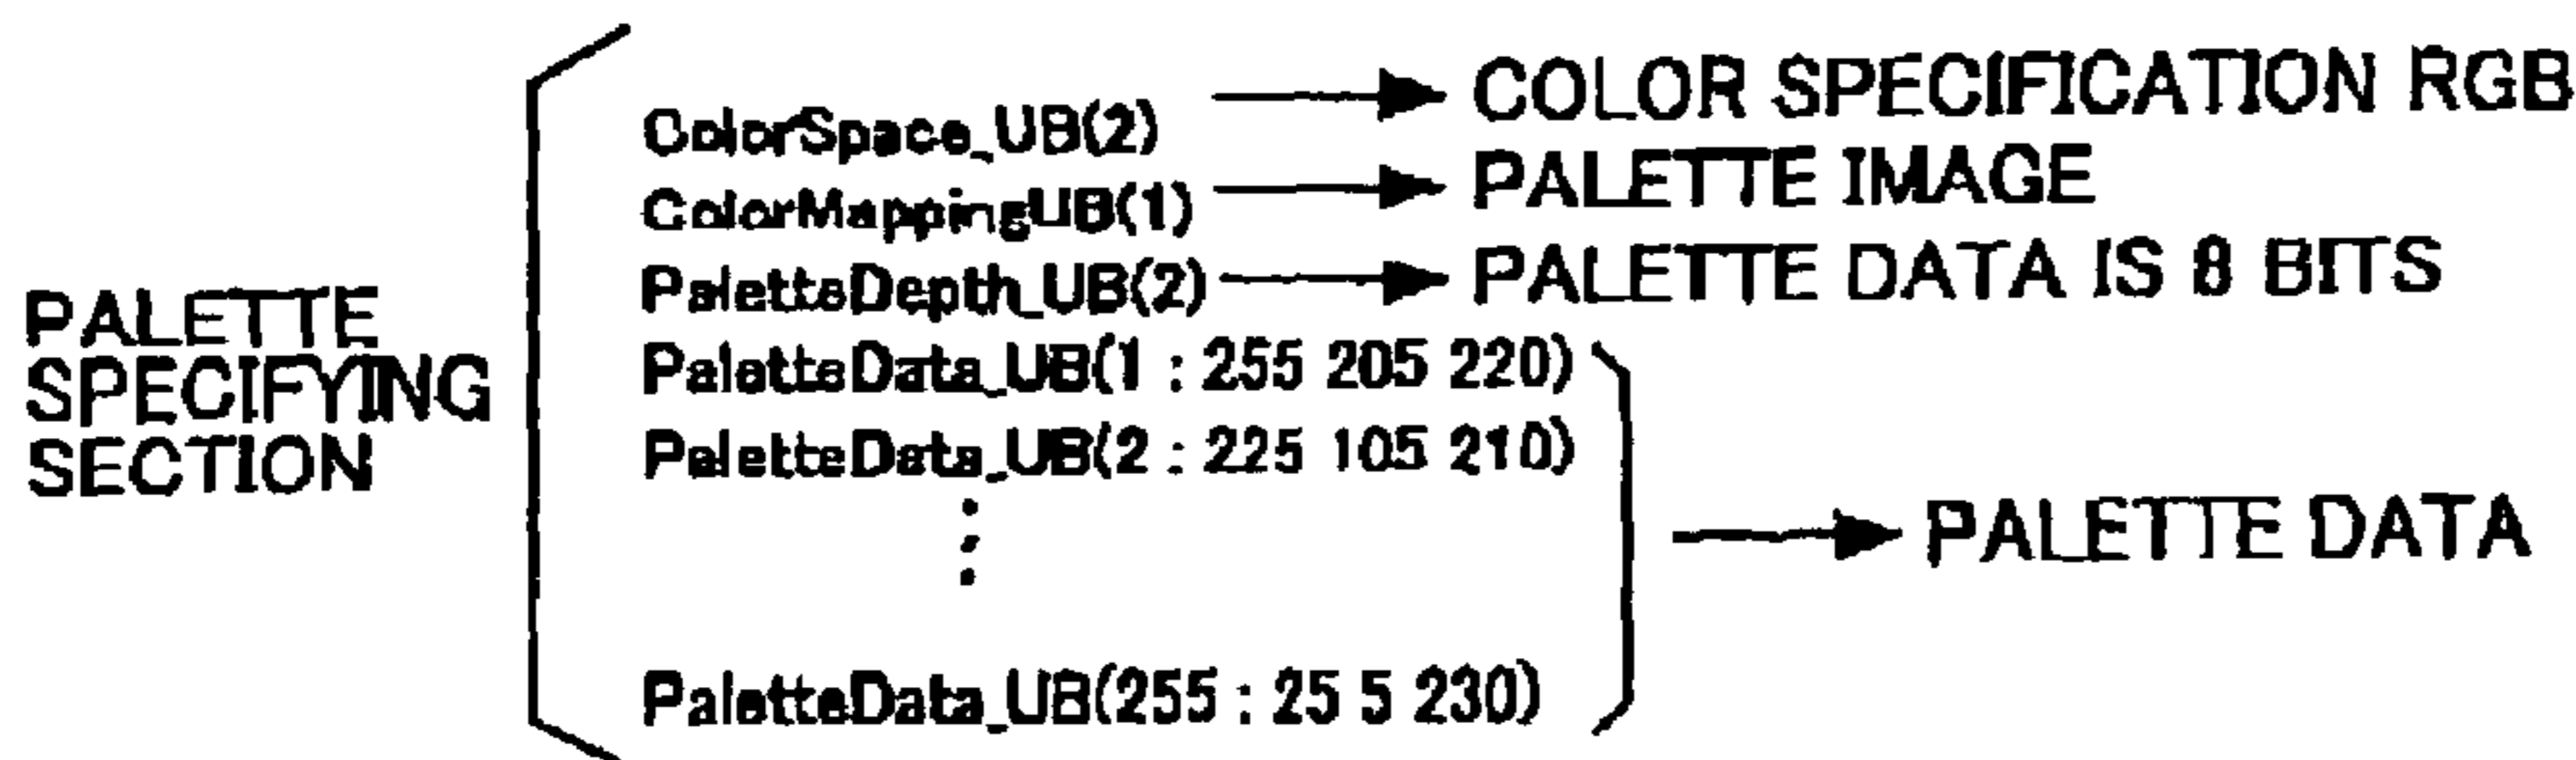 PALETTE
SPECIFYING
SECTION
ColorSpace_UB(2) → COLOR SPECIFICATION RGB
ColorMappingUB(1) → PALETTE IMAGE
PaletteDepth_UB(2) → PALETTE DATA IS 8 BITS
PaletteData_UB(1 : 255 205 220)
PaletteData_UB(2 : 225 105 210)
⋮
→ PALETTE DATA
PaletteData_UB(255 : 25 5 230)